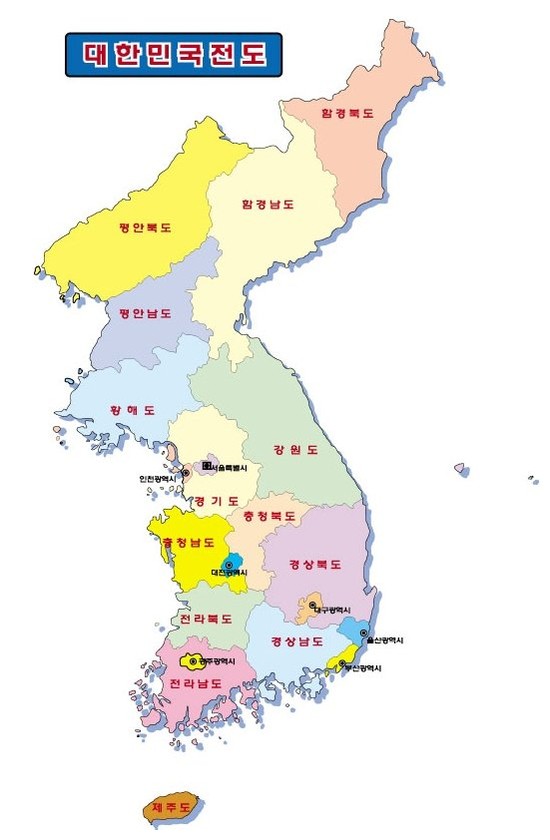 대한민국전도
함경북도
함경남도
평안북도
평안남도
황해도
강원도
서울특별시
인천광역시
경기도
충청북도
충청남도
경상북도
대전광역시
대구광역시
전라북도
경상남도
울산광역시
광주광역시
부산광역시
전라남도
제주도